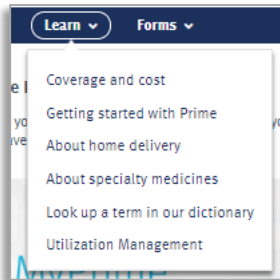 Learn Forms
Coverage and cost
Getting started with Prime
About home delivery
About specialty medicines
Look up a term in our dictionary
Utilization Management